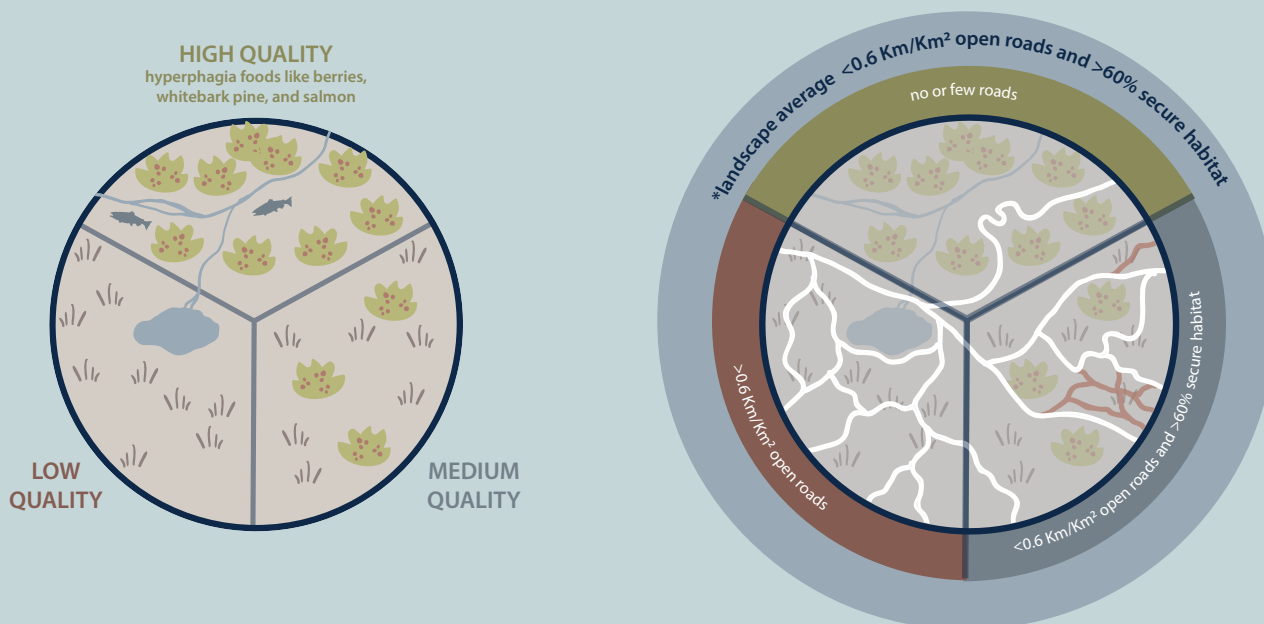 HIGH QUALITY
hyperphagia foods like berries,
whitebark pine, and salmon
LOW
QUALITY
MEDIUM
QUALITY
*landscape average <0.6 Km/Km² open roads and >60% secure habitat
no or few roads
<0.6 Km/Km² open roads
<0.6 Km/Km² open roads and >60% secure habitat